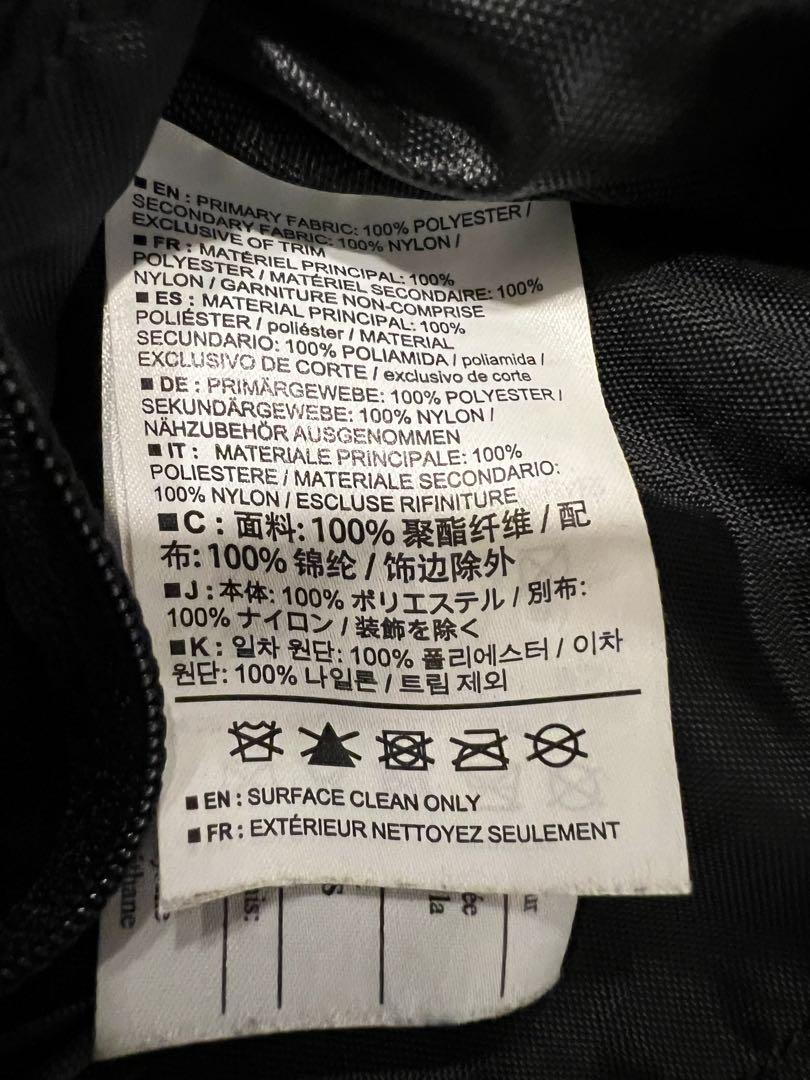 ■ EN : PRIMARY FABRIC: 100% POLYESTER /
SECONDARY FABRIC: 100% NYLON /
EXCLUSIVE OF TRIM
■ FR : MATÉRIEL PRINCIPAL: 100%
POLYESTER / MATÉRIEL SECONDAIRE: 100%
NYLON / GARNITURE NON-COMPRISE
■ ES : MATERIAL PRINCIPAL: 100%
POLIÉSTER / poliéster / MATERIAL
SECUNDARIO: 100% POLIAMIDA / poliamida /
EXCLUSIVO DE CORTE / exclusivo de corte
■ DE : PRIMÄRGEWEBE: 100% POLYESTER /
SEKUNDÄRGEWEBE: 100% NYLON /
NÄHZUBEHÖR AUSGENOMMEN
■ IT : MATERIALE PRINCIPALE: 100%
POLIESTERE / MATERIALE SECONDARIO:
100% NYLON / ESCLUSE RIFINITURE
■ C : 面料: 100% 聚酯纤维 / 配
布: 100% 锦纶 / 饰边除外
■ J : 本体: 100% ポリエステル / 別布:
100% ナイロン / 装飾を除く
■ K : 일차 원단: 100% 폴리에스터 / 이차
원단: 100% 나일론 / 트림 제외
■ EN : SURFACE CLEAN ONLY
■ FR : EXTÉRIEUR NETTOYEZ SEULEMENT